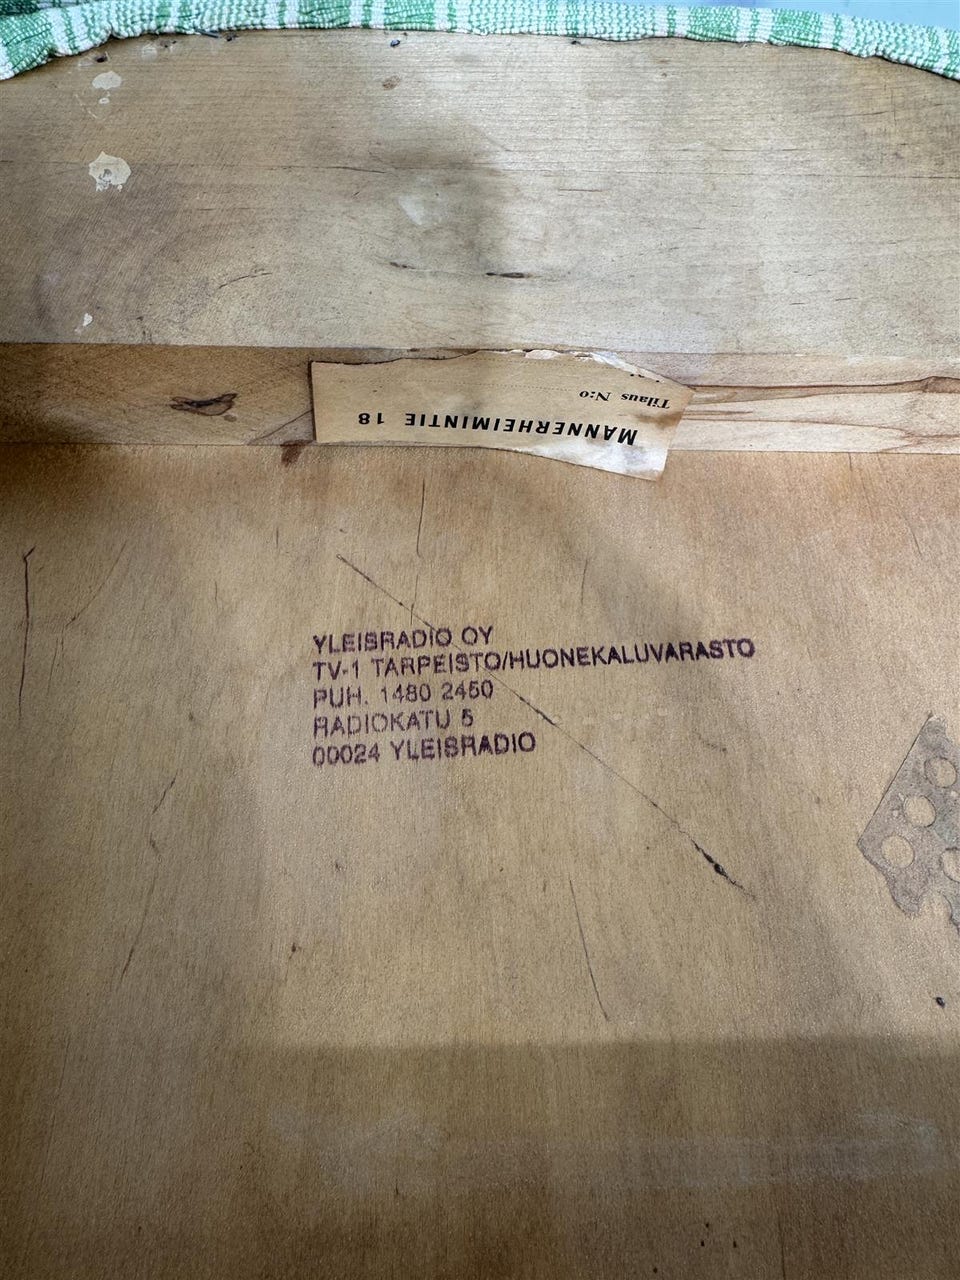 Tilaus N:o
MANNERHEIMINTIE 18
YLEISRADIO OY
TV-1 TARPEISTO/HUONEKALUVARASTO
PUH. 1480 2450
RADIOKATU 5
00024 YLEISRADIO